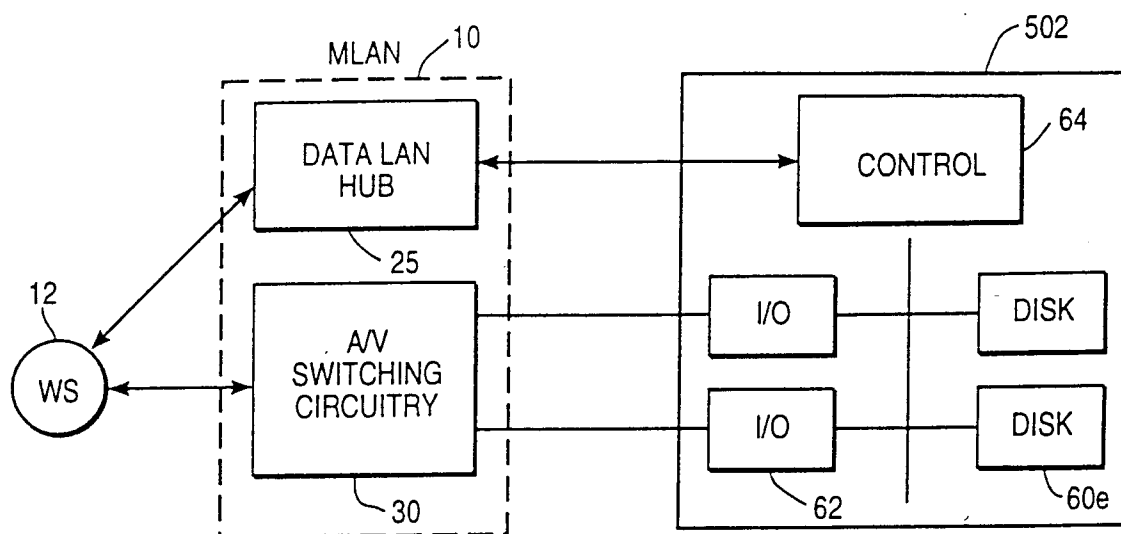 MLAN
10
502
DATA LAN
HUB
25
CONTROL
64
12
WS
A/V
SWITCHING
CIRCUITRY
30
I/O
DISK
I/O
62
DISK
60e